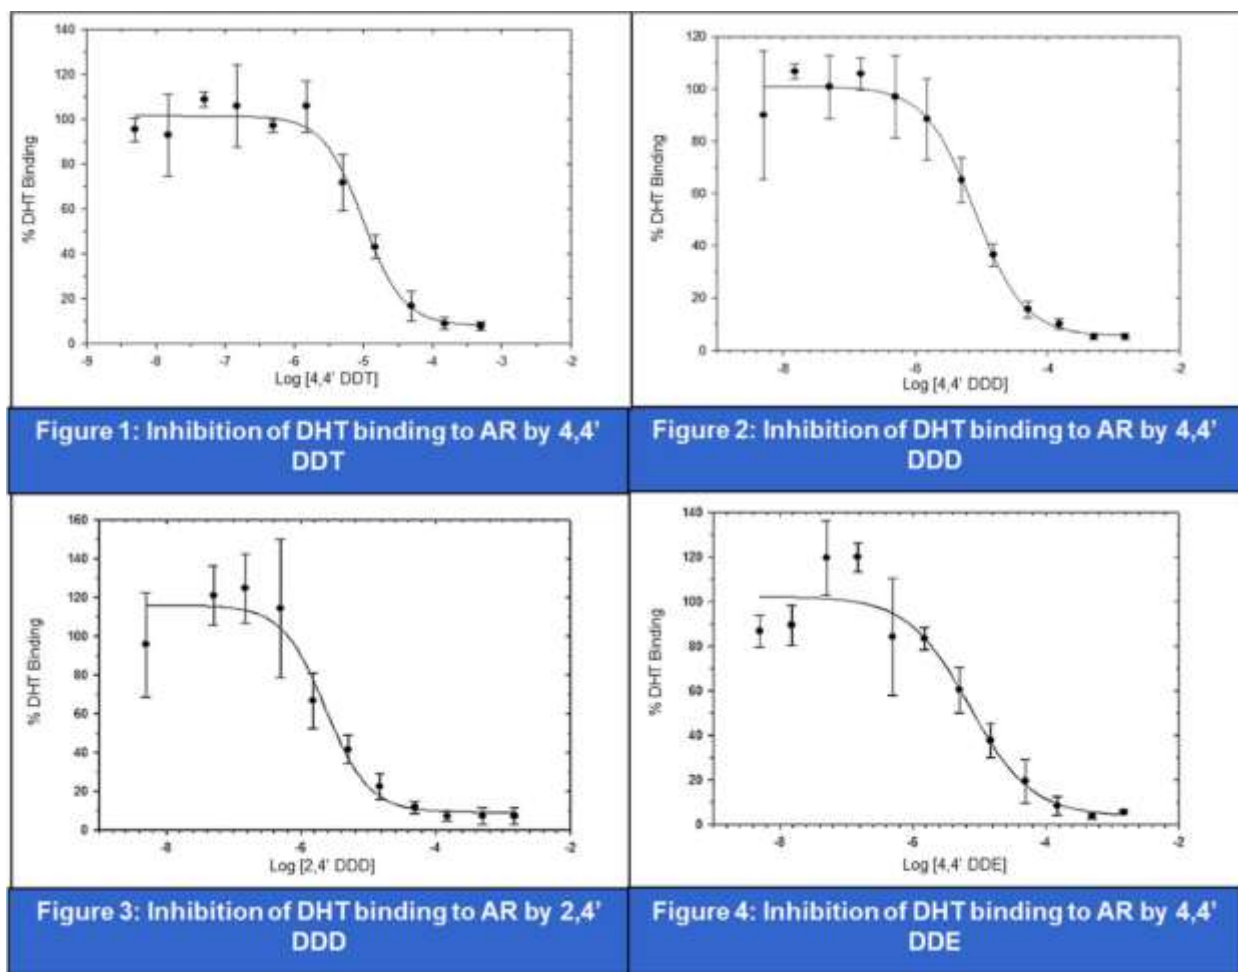 140
120
100
80
60
40
20
0
% DHT Binding
-9 -8 -7 -6 -5 -4 -3 -2
Log [4,4' DDT]
Figure 1: Inhibition of DHT binding to AR by 4,4'
DDT
120
100
80
60
40
20
0
% DHT Binding
-8 -6 -4 -2
Log [4,4' DDD]
Figure 2: Inhibition of DHT binding to AR by 4,4'
DDD
160
140
120
100
80
60
40
20
0
% DHT Binding
-8 -6 -4 -2
Log [2,4' DDD]
Figure 3: Inhibition of DHT binding to AR by 2,4'
DDD
140
120
100
80
60
40
20
0
% DHT Binding
-8 -6 -4 -2
Log [4,4' DDE]
Figure 4: Inhibition of DHT binding to AR by 4,4'
DDE